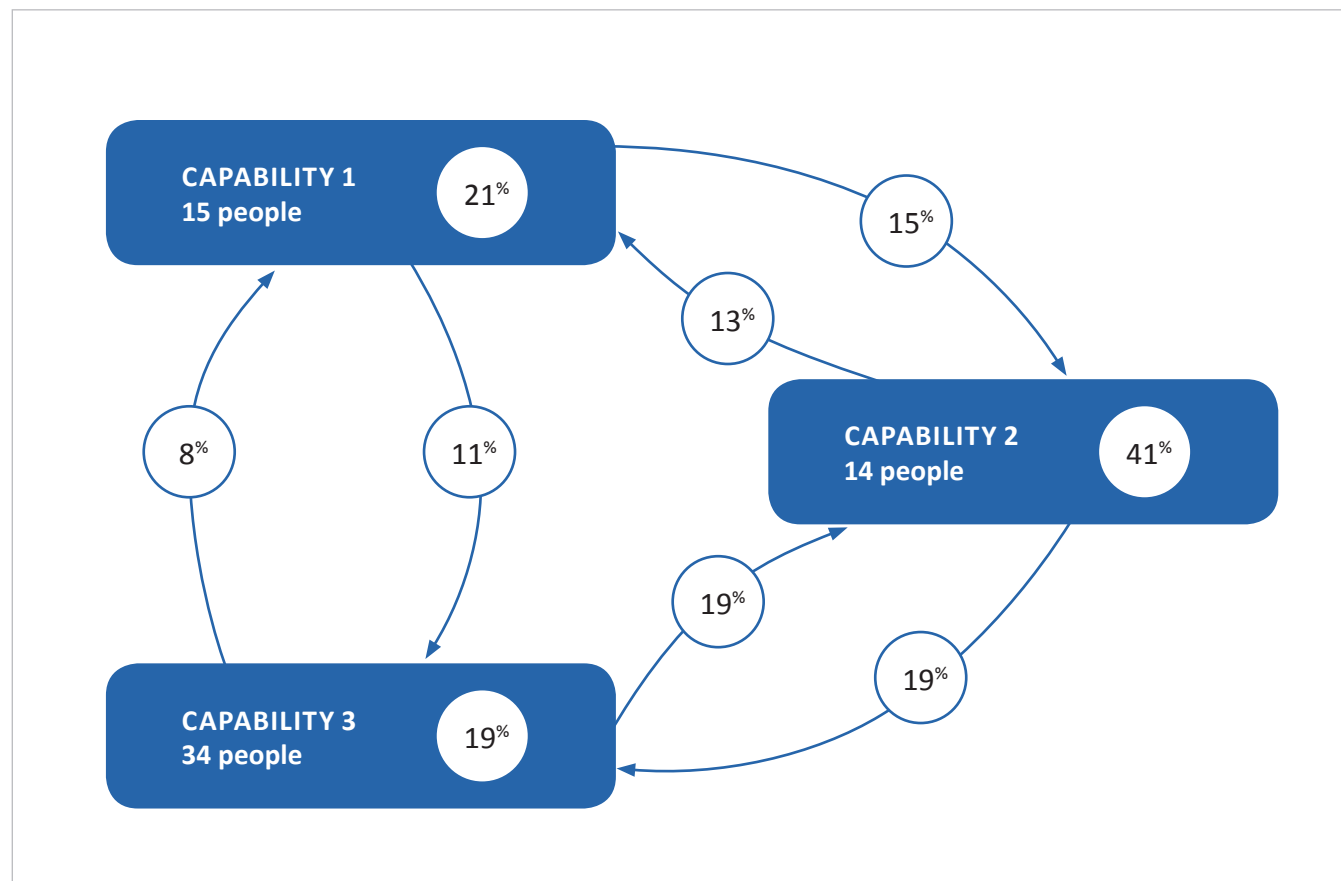 CAPABILITY 1
15 people
21%
15%
13%
8%
11%
CAPABILITY 2
14 people
41%
19%
19%
CAPABILITY 3
34 people
19%